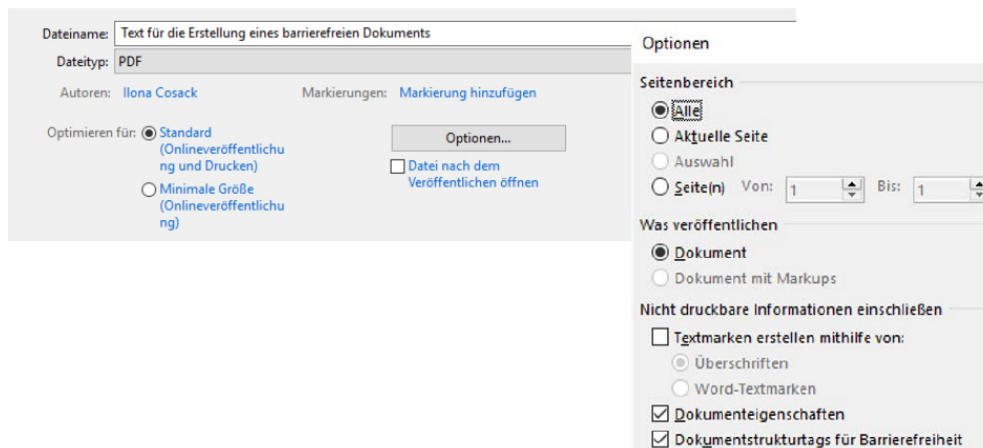 Dateiname: Text für die Erstellung eines barrierefreien Dokuments
Dateityp: PDF
Autoren: Ilona Cosack Markierungen: Markierung hinzufügen
Optimieren für: Standard
(Onlineveröffentlichu
ng und Drucken)
Minimale Größe
(Onlineveröffentlichu
ng)
Optionen...
Datei nach dem
Veröffentlichen öffnen
Optionen
Seitenbereich
Alle
Aktuelle Seite
Auswahl
Seite(n) Von: 1 Bis: 1
Was veröffentlichen
Dokument
Dokument mit Markups
Nicht druckbare Informationen einschließen
Textmarken erstellen mithilfe von:
Überschriften
Word-Textmarken
Dokumenteigenschaften
Dokumentstrukturtags für Barrierefreiheit